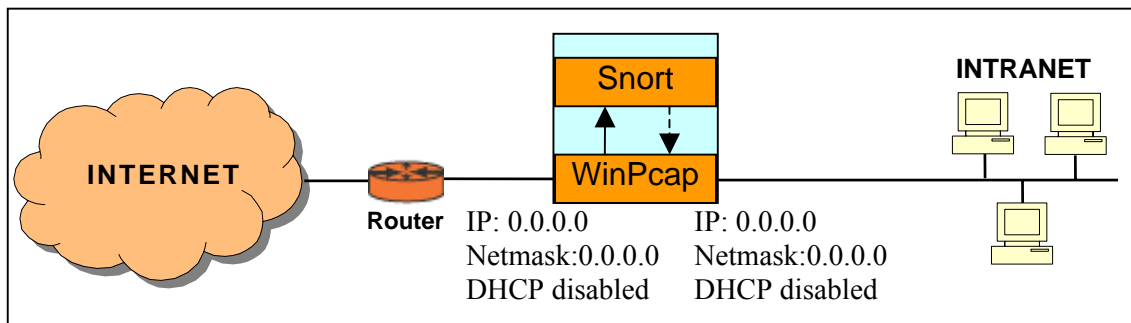 Snort
INTRANET
INTERNET
WinPcap
Router
IP: 0.0.0.0
Netmask:0.0.0.0
DHCP disabled
IP: 0.0.0.0
Netmask:0.0.0.0
DHCP disabled